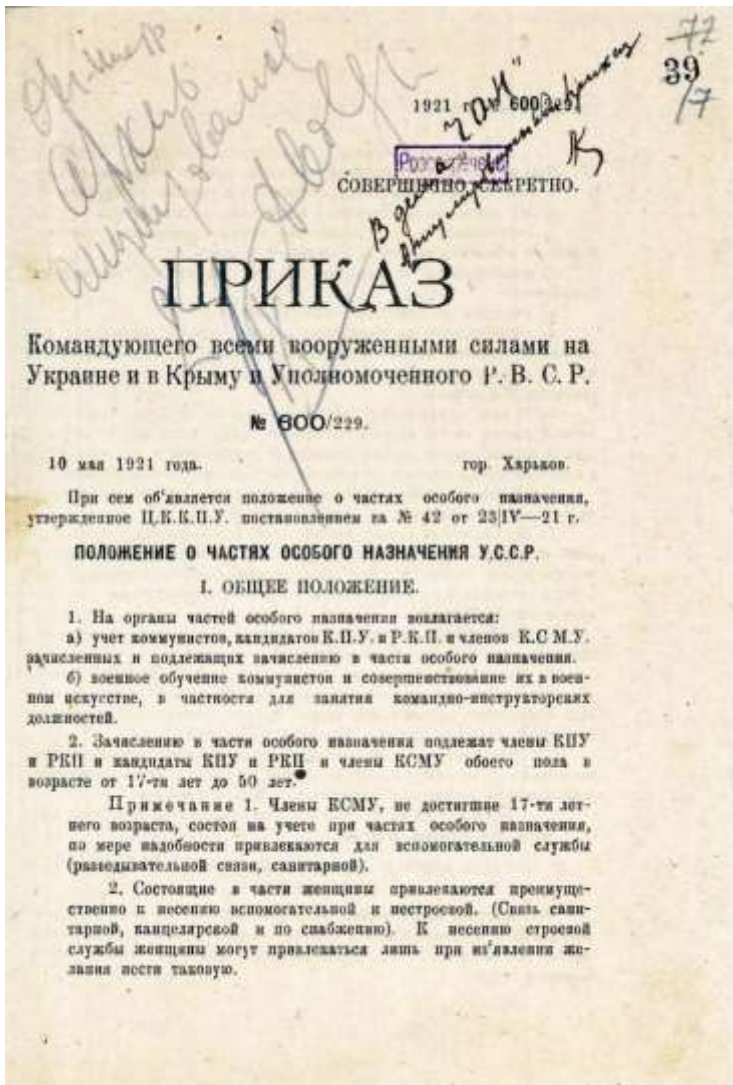 77
39
/7
1921 г. № 600/229
"ЧОН"
В дела
приказ
Розсекречено
СОВЕРШЕННО СЕКРЕТНО.
ПРИКАЗ
Командующего всеми вооруженными силами на
Украине и в Крыму и Уполномоченного Р. В. С. Р.
№ 600/229.
10 мая 1921 года. гор. Харьков.
При сем об'является положение о частях особого назначения,
утвержденное Ц.К.К.П.У. постановлением за № 42 от 23|IV—21 г.
ПОЛОЖЕНИЕ О ЧАСТЯХ ОСОБОГО НАЗНАЧЕНИЯ У.С.С.Р.
I. ОБЩЕЕ ПОЛОЖЕНИЕ.
1. На органы частей особого назначения возлагается:
а) учет коммунистов, кандидатов К.П.У. и Р.К.П. и членов К.С М.У.
зачисленных и подлежащих зачислению в части особого назначения.
б) военное обучение коммунистов и совершенствование их в воен-
ном искусстве, в частности для занятия командно-инструкторских
должностей.
2. Зачислению в части особого назначения подлежат члены КПУ
и РКП и кандидаты КПУ и РКП и члены КСМУ обоего пола в
возрасте от 17-ти лет до 50 лет.
Примечание 1. Члены КСМУ, не достигшие 17-ти лет-
него возраста, состоя на учете при частях особого назначения,
по мере надобности привлекаются для вспомогательной службы
(разведывательной связи, санитарной).
2. Состоящие в части женщины привлекаются преимуще-
ственно к несению вспомогательной и нестроевой. (Связь сани-
тарной, канцелярской и по снабжению). К несению строевой
службы женщины могут привлекаться лишь при из'явлении же-
лания нести таковую.